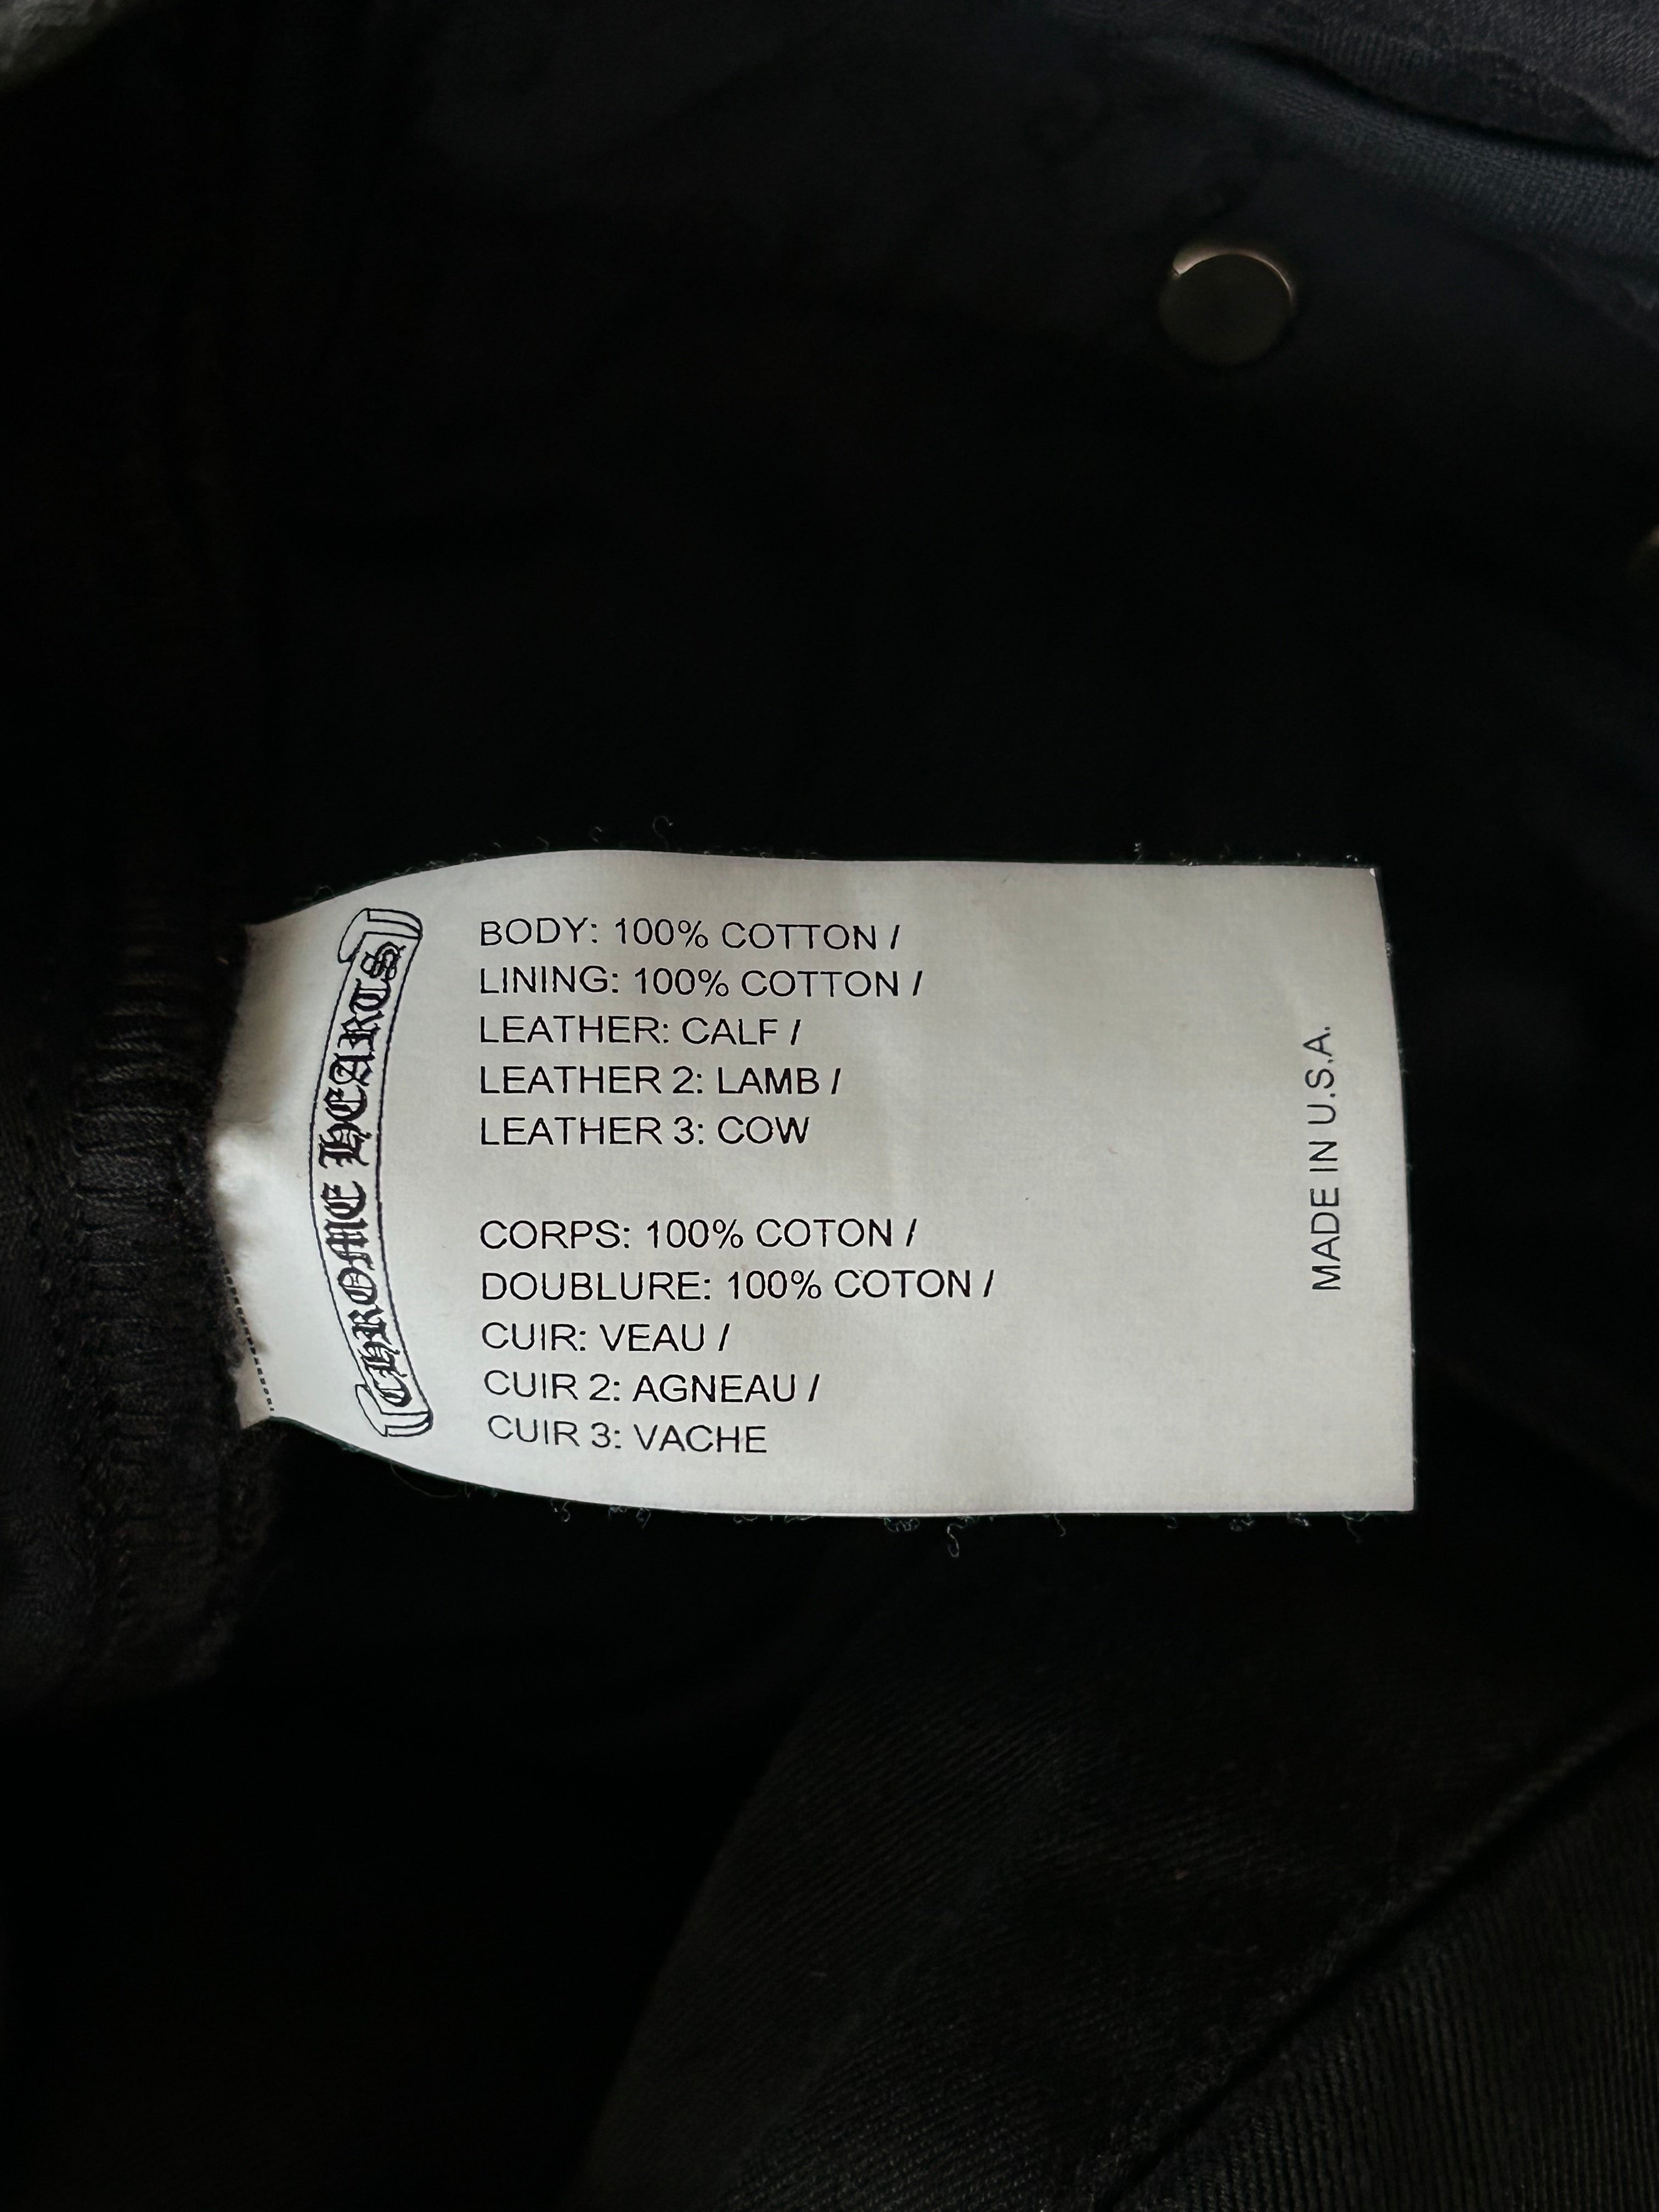 CHROME HEARTS
BODY: 100% COTTON /
LINING: 100% COTTON /
LEATHER: CALF /
LEATHER 2: LAMB /
LEATHER 3: COW
CORPS: 100% COTON /
DOUBLURE: 100% COTON /
CUIR: VEAU /
CUIR 2: AGNEAU /
CUIR 3: VACHE
MADE IN U.S.A.